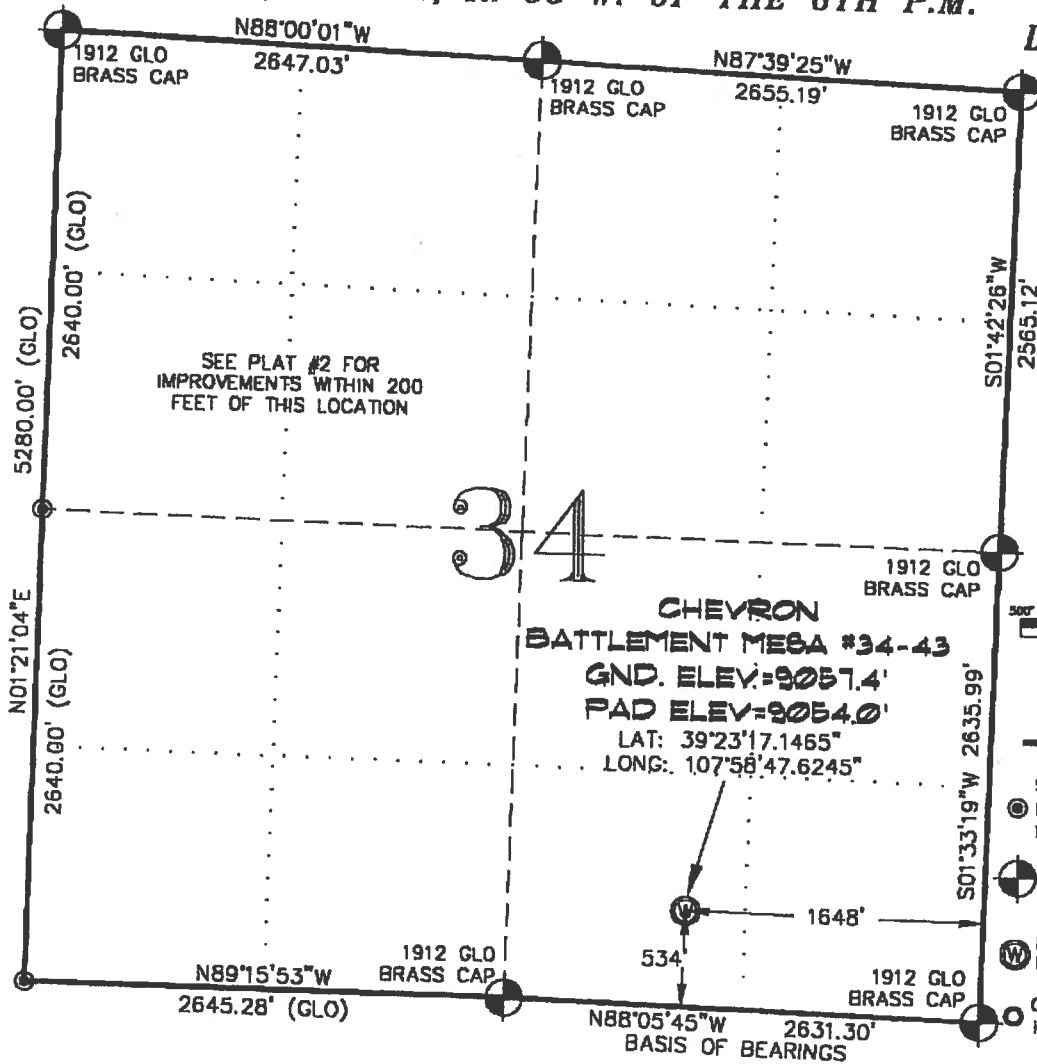 R. 96 W. OF THE 6TH P.M.
N88°00'01"W
2647.03'
N87°39'25"W
2655.19'
1912 GLO
BRASS CAP
1912 GLO
BRASS CAP
1912 GLO
BRASS CAP
2640.00' (GLO)
5280.00' (GLO)
S01°42'26"W
2565.12'
SEE PLAT #2 FOR
IMPROVEMENTS WITHIN 200
FEET OF THIS LOCATION
34
1912 GLO
BRASS CAP
500'
CHEVRON
BATTLEMENT MESA #34-43
GND. ELEV.=9057.4'
PAD ELEV=9054.0'
LAT: 39°23'17.1465"
LONG: 107°58'47.6245"
N01°21'04"E
2640.00' (GLO)
S01°33'19"W 2635.99'
W
1648'
534'
W
1912 GLO
BRASS CAP
1912 GLO
BRASS CAP
N89°15'53"W
2645.28' (GLO)
N88°05'45"W
2631.30'
BASIS OF BEARINGS